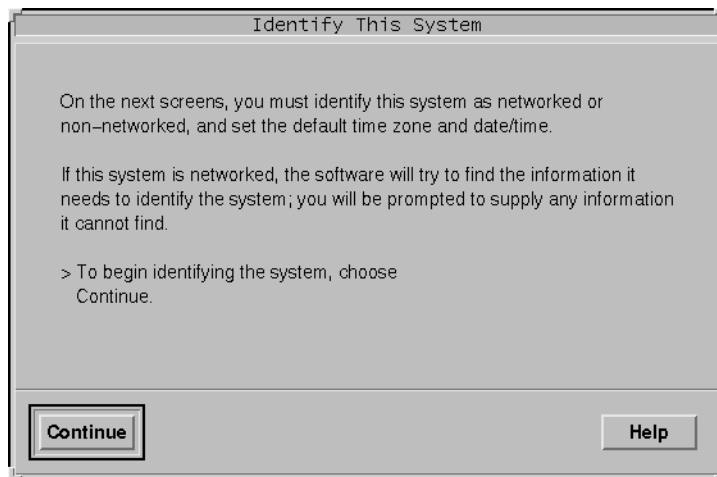 Identify This System
On the next screens, you must identify this system as networked or
non–networked, and set the default time zone and date/time.
If this system is networked, the software will try to find the information it
needs to identify the system; you will be prompted to supply any information
it cannot find.
> To begin identifying the system, choose
Continue.
Continue
Help